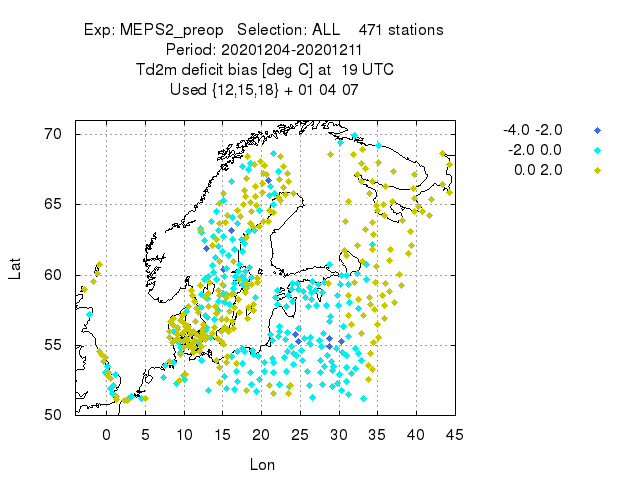 Exp: MEPS2_preop Selection: ALL 471 stations
Period: 20201204-20201211
Td2m deficit bias [deg C] at 19 UTC
Used {12,15,18} + 01 04 07
-4.0 -2.0
-2.0 0.0
0.0 2.0
70
65
60
55
50
Lat
0 5 10 15 20 25 30 35 40 45
Lon